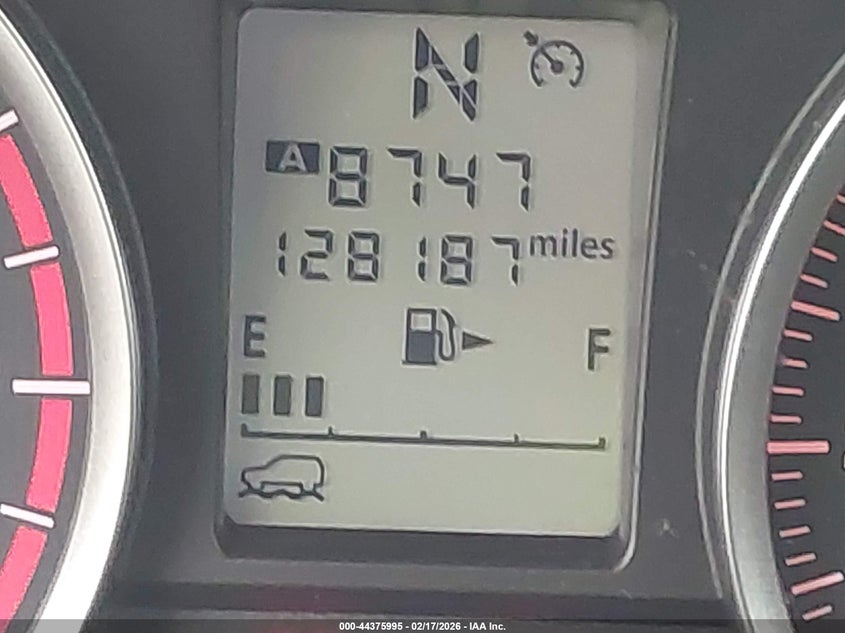 N
A 8747
128187 miles
E F
000-44375995 - 02/17/2026 - IAA Inc.